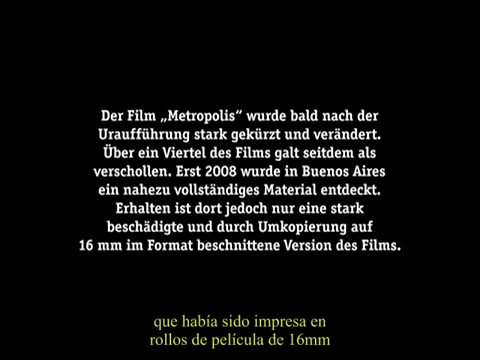 Der Film „Metropolis“ wurde bald nach der
Uraufführung stark gekürzt und verändert.
Über ein Viertel des Films galt seitdem als
verschollen. Erst 2008 wurde in Buenos Aires
ein nahezu vollständiges Material entdeckt.
Erhalten ist dort jedoch nur eine stark
beschädigte und durch Umkopierung auf
16 mm im Format beschnittene Version des Films.
que había sido impresa en
rollos de película de 16mm